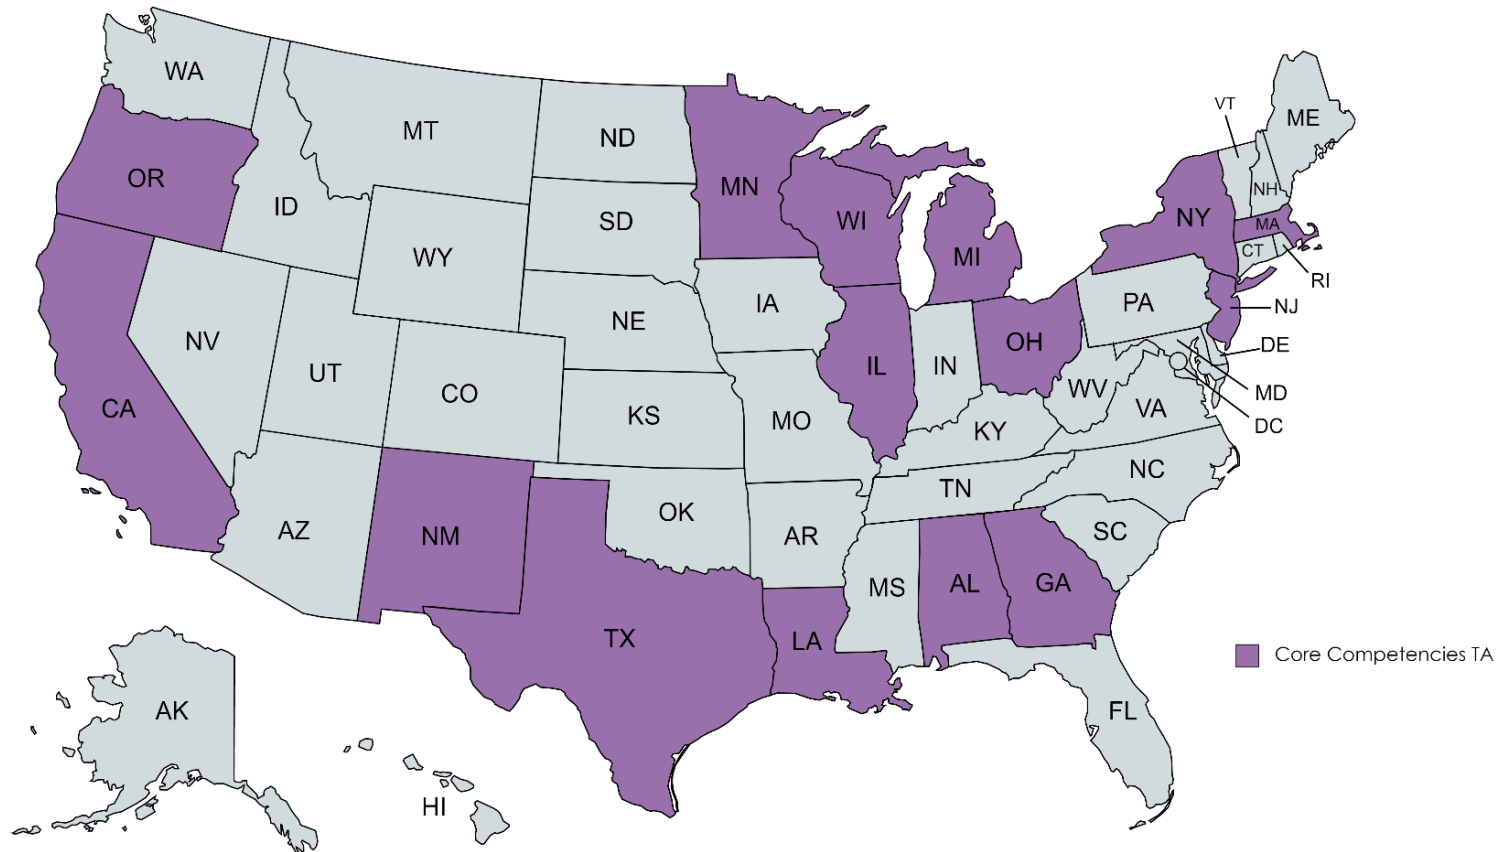 WA
MT
ND
MN
OR
ID
SD
WI
WY
MI
NY
VT
ME
NH
MA
CT
RI
NJ
PA
IA
NE
NV
UT
CO
CA
IL
IN
OH
DE
MD
DC
WV
VA
KS
MO
KY
NC
TN
SC
AZ
NM
OK
AR
MS
AL
GA
TX
LA
Core Competencies TA
AK
FL
HI